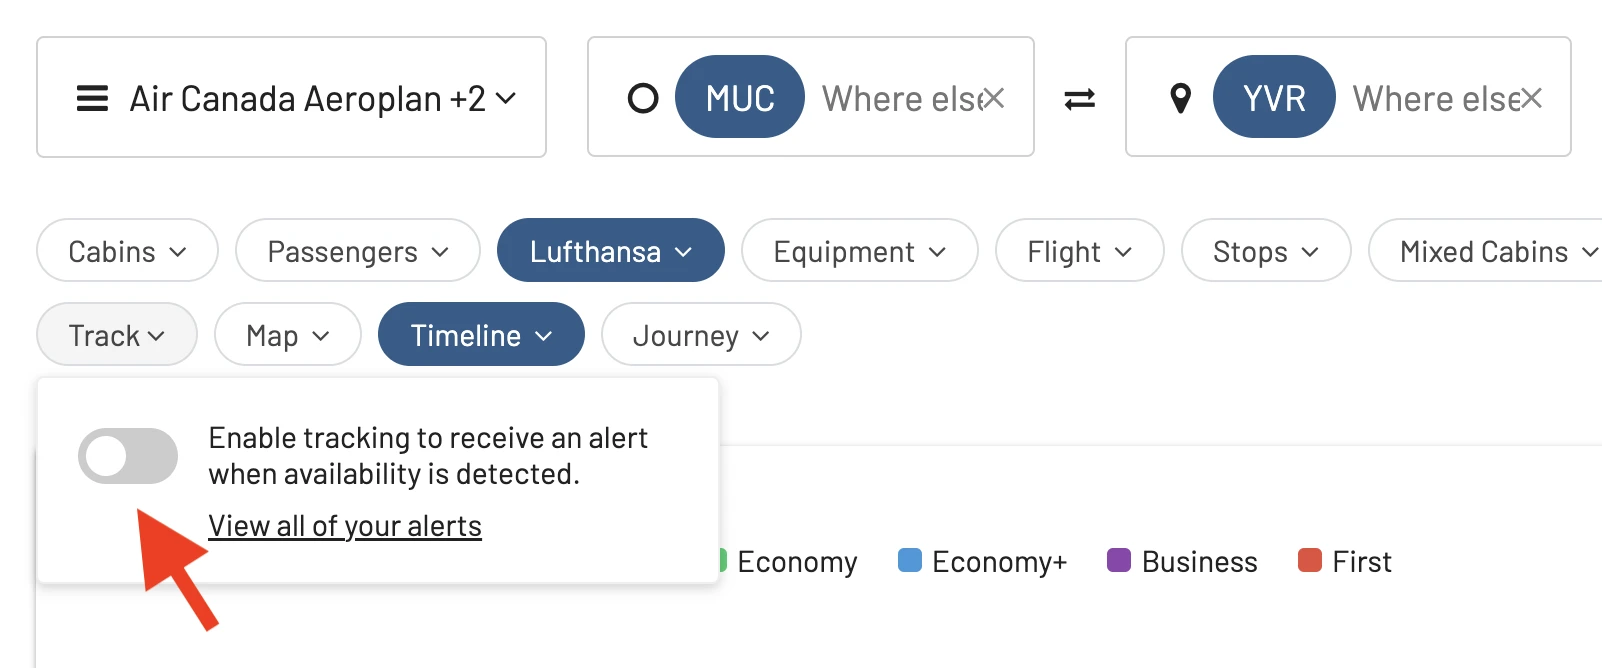 Air Canada Aeroplan +2
MUC Where else
YVR Where else
Cabins Passengers Lufthansa Equipment Flight Stops Mixed Cabins
Track Map Timeline Journey
Enable tracking to receive an alert
when availability is detected.
View all of your alerts
Economy Economy+ Business First